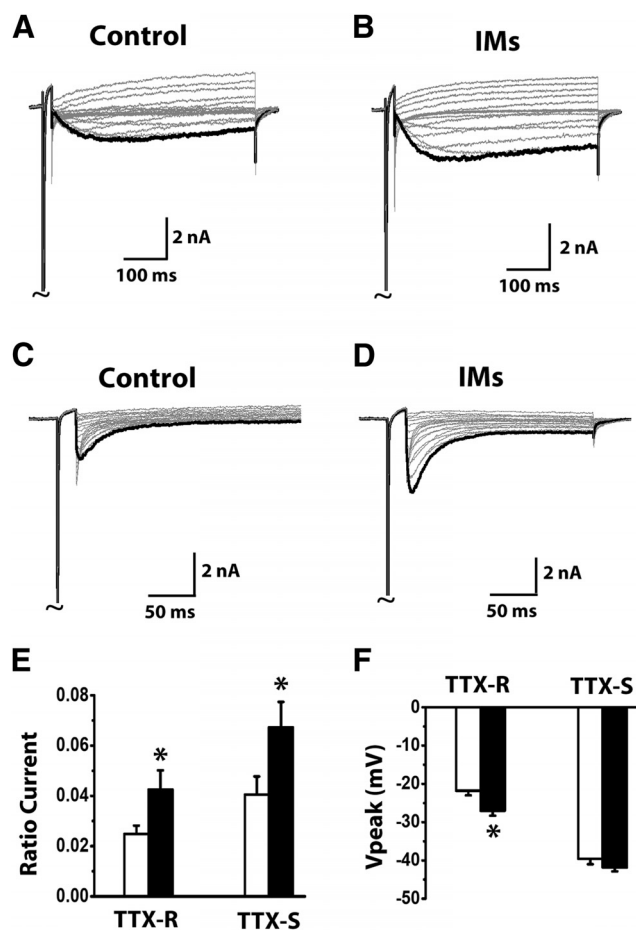 A
Control
B
IMs
2 nA
100 ms
2 nA
100 ms
~
~
C
Control
D
IMs
2 nA
50 ms
2 nA
50 ms
~
~
E
F
TTX-R
TTX-S
0.08
0.06
0.04
0.02
0.00
Ratio Current
*
*
TTX-R
TTX-S
0
-10
-20
-30
-40
-50
Vpeak (mV)
*